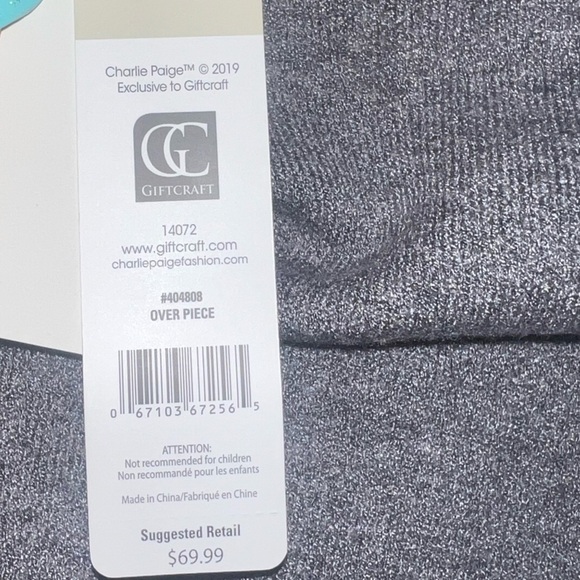 Charlie Paige™ © 2019
Exclusive to Giftcraft
GC
GIFTCRAFT
14072
www.giftcraft.com
charliepaigefashion.com
#404808
OVER PIECE
0 67103 67256 5
ATTENTION:
Not recommended for children
Non recommandé pour les enfants
Made in China/Fabriqué en Chine
Suggested Retail
$69.99